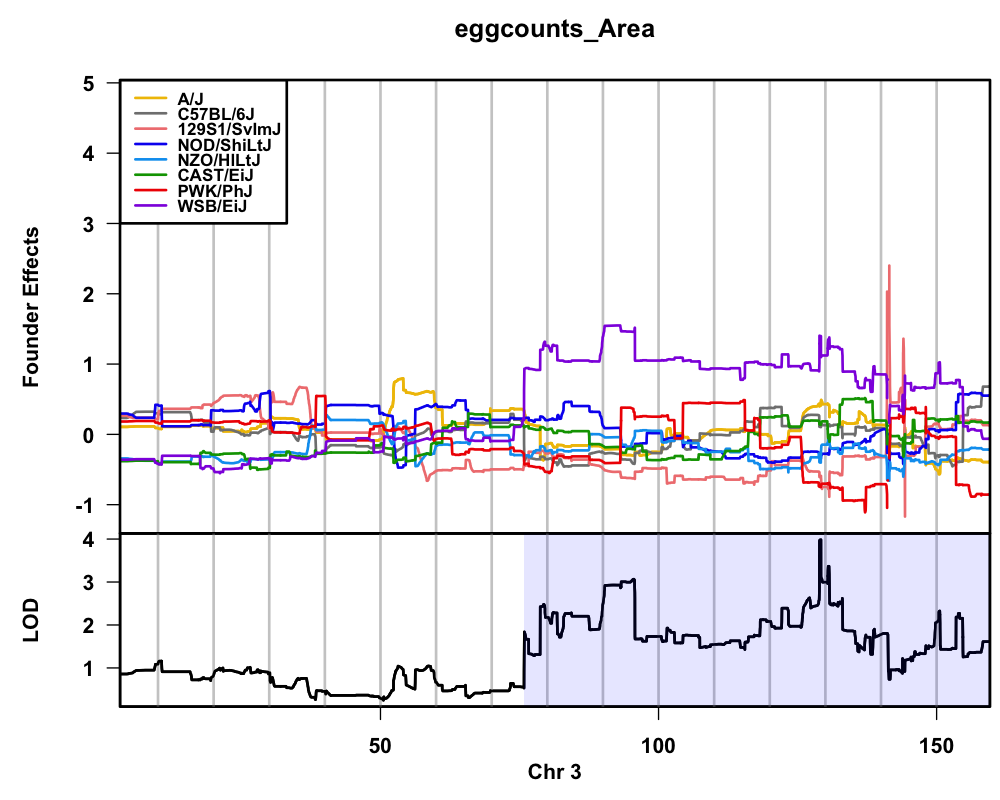 eggcounts_Area
5
4
3
2
1
0
-1
Founder Effects
A/J
C57BL/6J
129S1/SvImJ
NOD/ShiLtJ
NZO/HlLtJ
CAST/EiJ
PWK/PhJ
WSB/EiJ
4
3
2
1
LOD
50 100 150
Chr 3